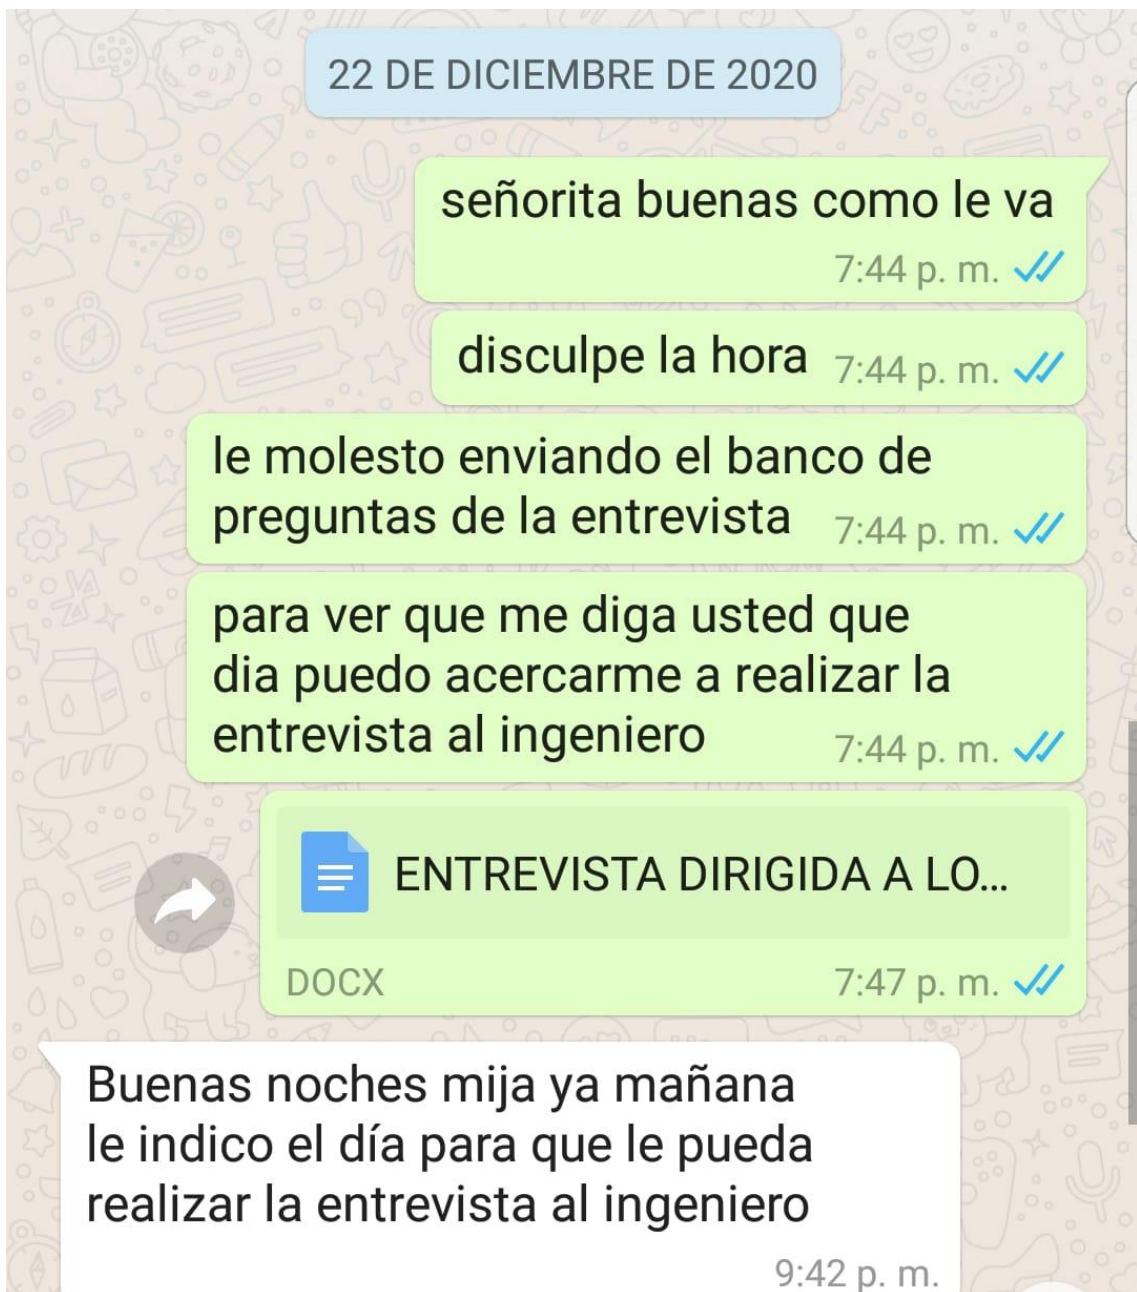 22 DE DICIEMBRE DE 2020
señorita buenas como le va
7:44 p. m.
disculpe la hora 7:44 p. m.
le molesto enviando el banco de
preguntas de la entrevista 7:44 p. m.
para ver que me diga usted que
dia puedo acercarme a realizar la
entrevista al ingeniero 7:44 p. m.
ENTREVISTA DIRIGIDA A LO...
DOCX 7:47 p. m.
Buenas noches mija ya mañana
le indico el día para que le pueda
realizar la entrevista al ingeniero
9:42 p. m.